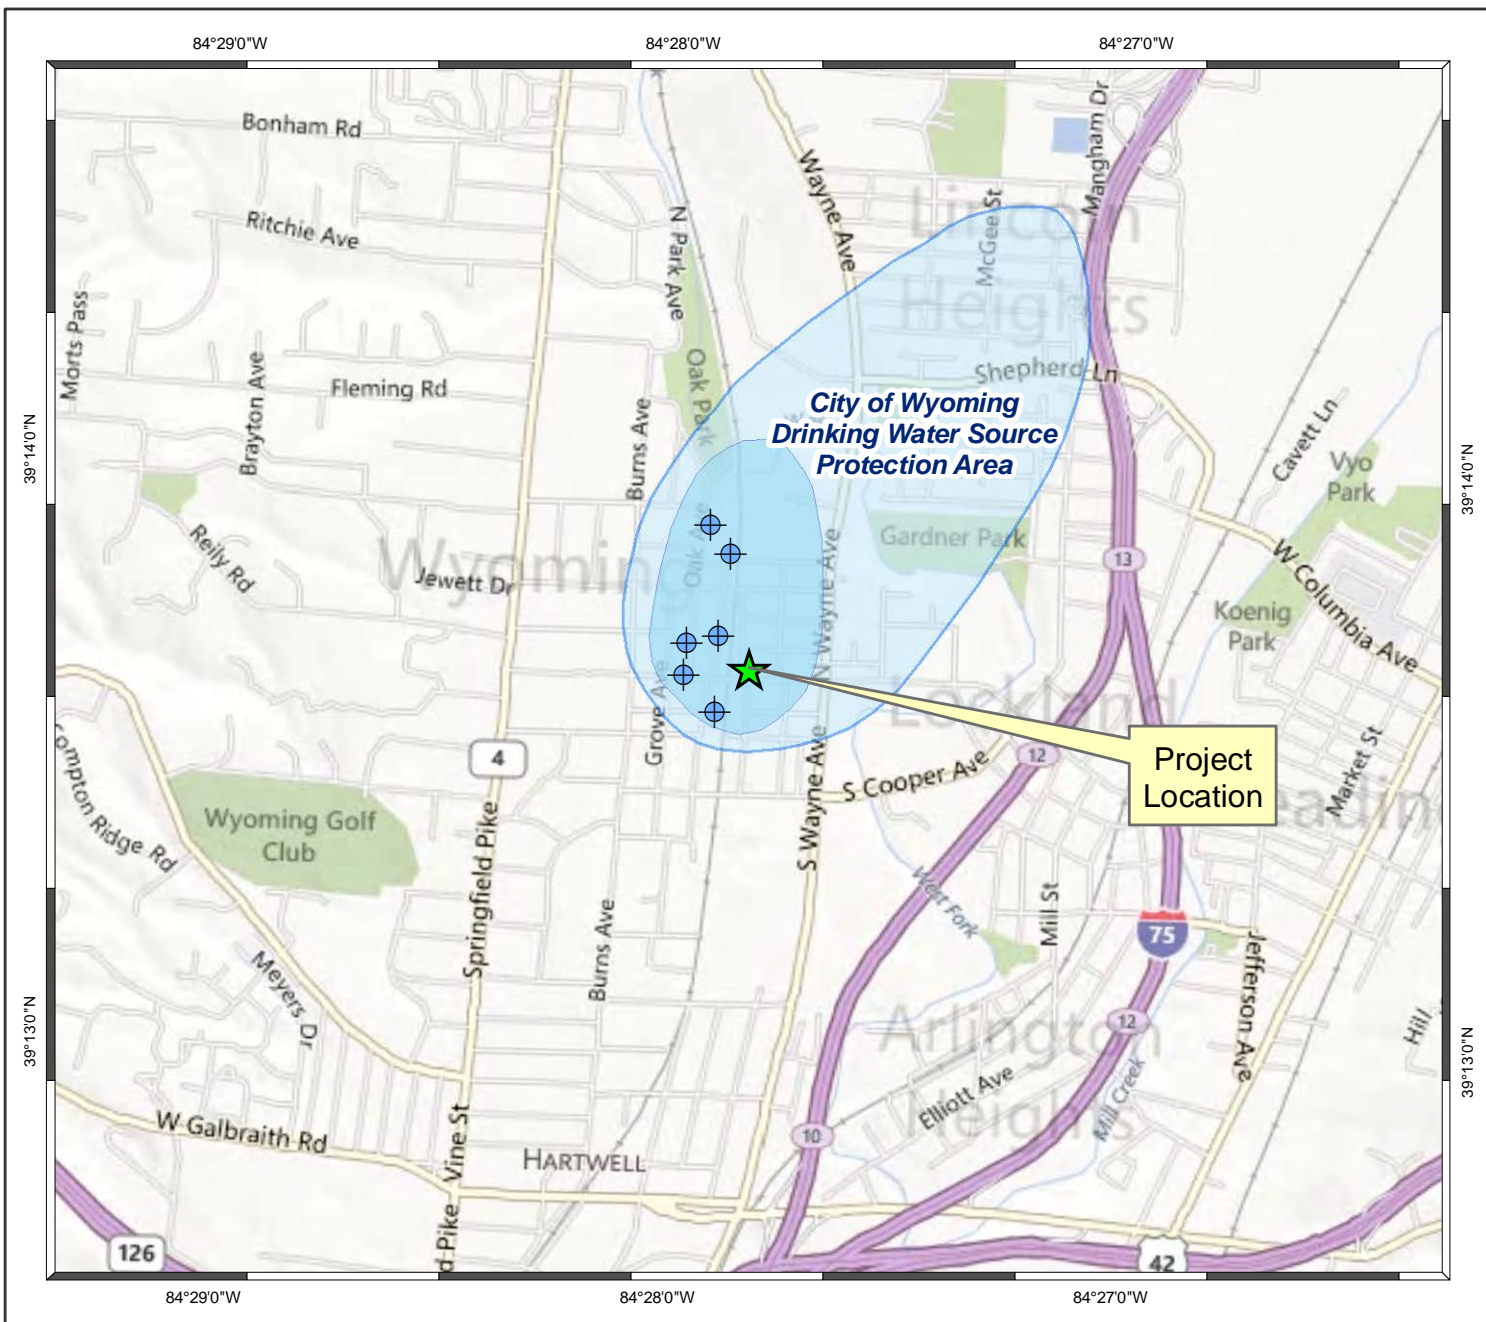 84°29'0"W
84°28'0"W
84°27'0"W
Bonham Rd
Mangham Dr
Wayne Ave
Ritchie Ave
N Park Ave
McGee St
Lincoln
Heights
Morts Pass
Brayton Ave
Fleming Rd
Oak Park
Shepherd Ln
Burns Ave
City of Wyoming
Drinking Water Source
Protection Area
Cavett Ln
Vyo
Park
39°14'0"N
39°14'0"N
Reily Rd
Wyoming
Jewett Dr
Oak Ave
N Wayne Ave
Gardner Park
13
W Columbia Ave
Koenig
Park
Grove Ave
Lockland
4
12
Project
Location
S Cooper Ave
Market St
eadin
ompton Ridge Rd
Wyoming Golf
Club
Springfield Pike
S Wayne Ave
West Fork
Mill St
75
Jefferson Ave
Burns Ave
Meyers Dr
39°13'0"N
39°13'0"N
Arlington
Heights
12
Hill
Elliott Ave
Mill Creek
W Galbraith Rd
10
HARTWELL
Vine St
d Pike
126
42
84°29'0"W
84°28'0"W
84°27'0"W